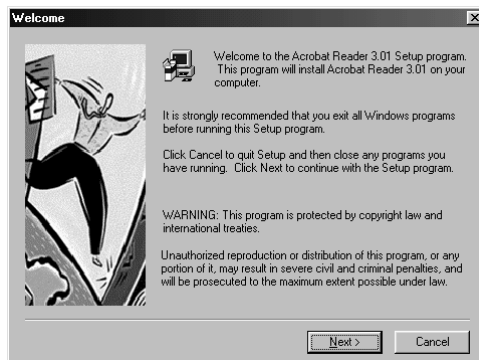 Welcome
Welcome to the Acrobat Reader 3.01 Setup program.
This program will install Acrobat Reader 3.01 on your
computer.
It is strongly recommended that you exit all Windows programs
before running this Setup program.
Click Cancel to quit Setup and then close any programs you
have running. Click Next to continue with the Setup program.
WARNING: This program is protected by copyright law and
international treaties.
Unauthorized reproduction or distribution of this program, or any
portion of it, may result in severe civil and criminal penalties, and
will be prosecuted to the maximum extent possible under law.
Next >
Cancel